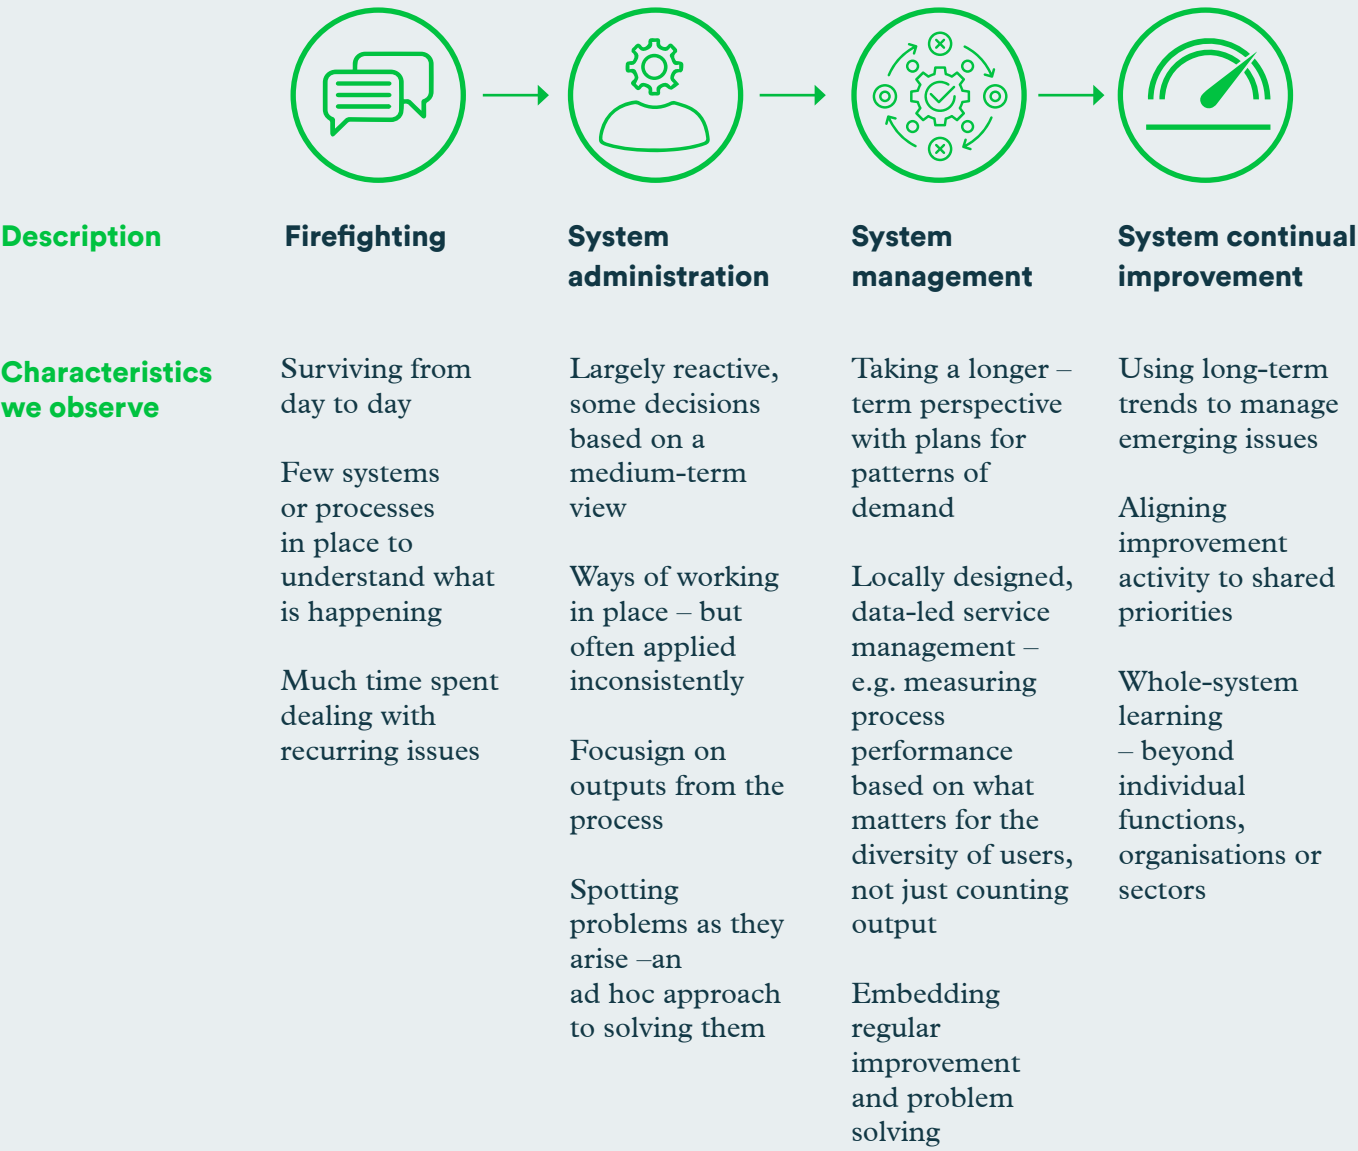 Description
Firefighting
System
administration
System
management
System continual
improvement
Characteristics
we observe
Surviving from
day to day
Few systems
or processes
in place to
understand what
is happening
Much time spent
dealing with
recurring issues
Largely reactive,
some decisions
based on a
medium-term
view
Ways of working
in place – but
often applied
inconsistently
Focusign on
outputs from the
process
Spotting
problems as they
arise –an
ad hoc approach
to solving them
Taking a longer –
term perspective
with plans for
patterns of
demand
Locally designed,
data-led service
management –
e.g. measuring
process
performance
based on what
matters for the
diversity of users,
not just counting
output
Embedding
regular
improvement
and problem
solving
Using long-term
trends to manage
emerging issues
Aligning
improvement
activity to shared
priorities
Whole-system
learning
– beyond
individual
functions,
organisations or
sectors